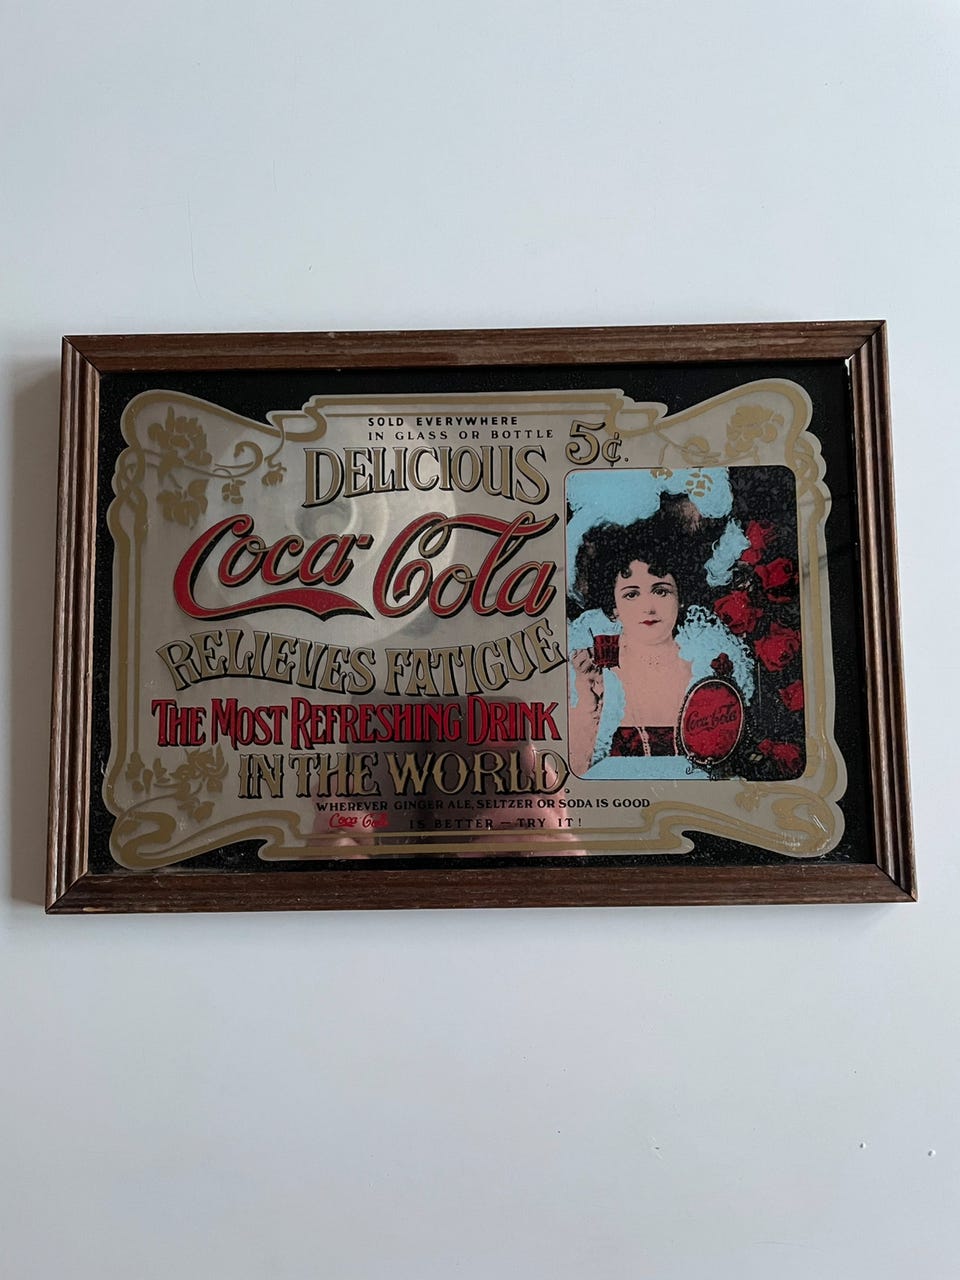 SOLD EVERYWHERE
IN GLASS OR BOTTLE
5¢.
DELICIOUS
Coca-Cola
RELIEVES FATIGUE
THE MOST REFRESHING DRINK
IN THE WORLD.
WHEREVER GINGER ALE, SELTZER OR SODA IS GOOD
Coca-Cola IS BETTER - TRY IT!
Coca-Cola